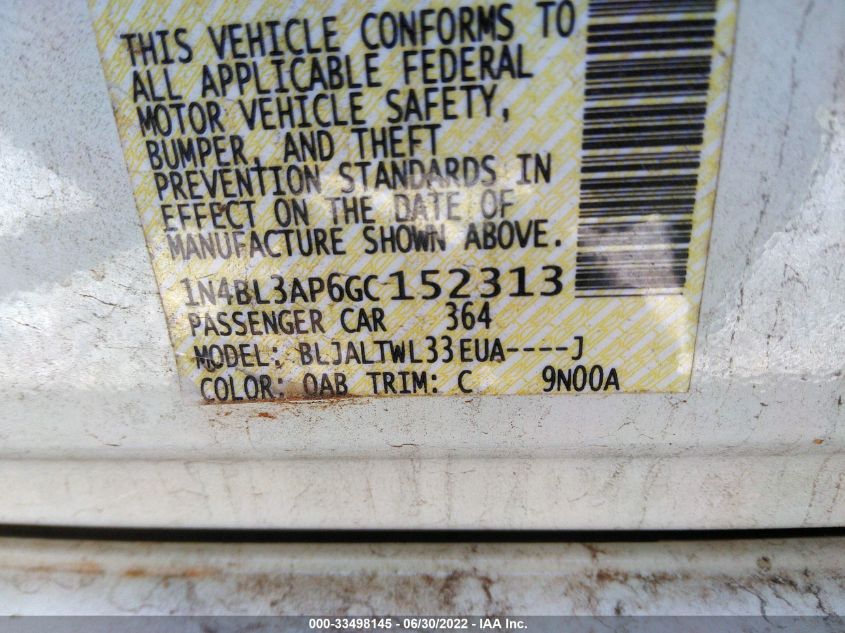 THIS VEHICLE CONFORMS TO
ALL APPLICABLE FEDERAL
MOTOR VEHICLE SAFETY,
BUMPER, AND THEFT
PREVENTION STANDARDS IN
EFFECT ON THE DATE OF
MANUFACTURE SHOWN ABOVE.
1N4BL3AP6GC152313
PASSENGER CAR 364
MODEL: BLJALTWL33EUA----J
COLOR: QAB TRIM: C 9N00A
000-33498145 - 06/30/2022 - IAA Inc.